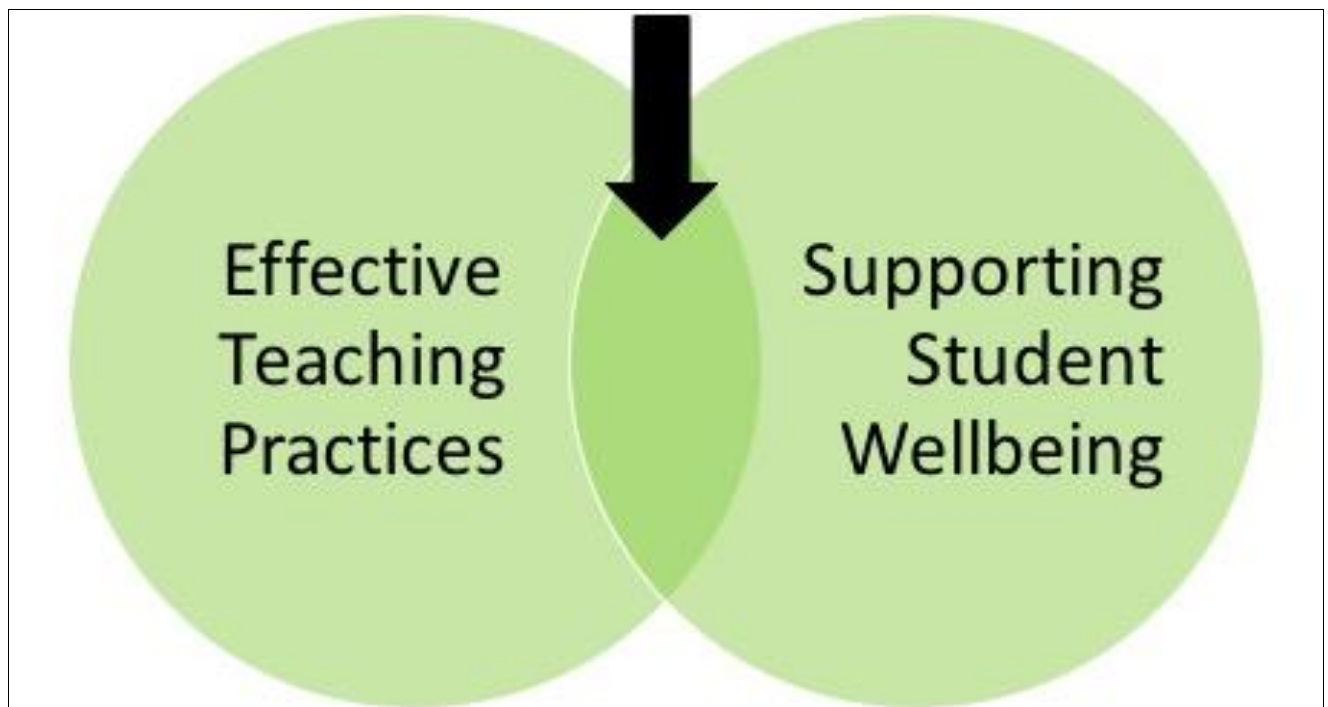 Effective
Teaching
Practices
Supporting
Student
Wellbeing